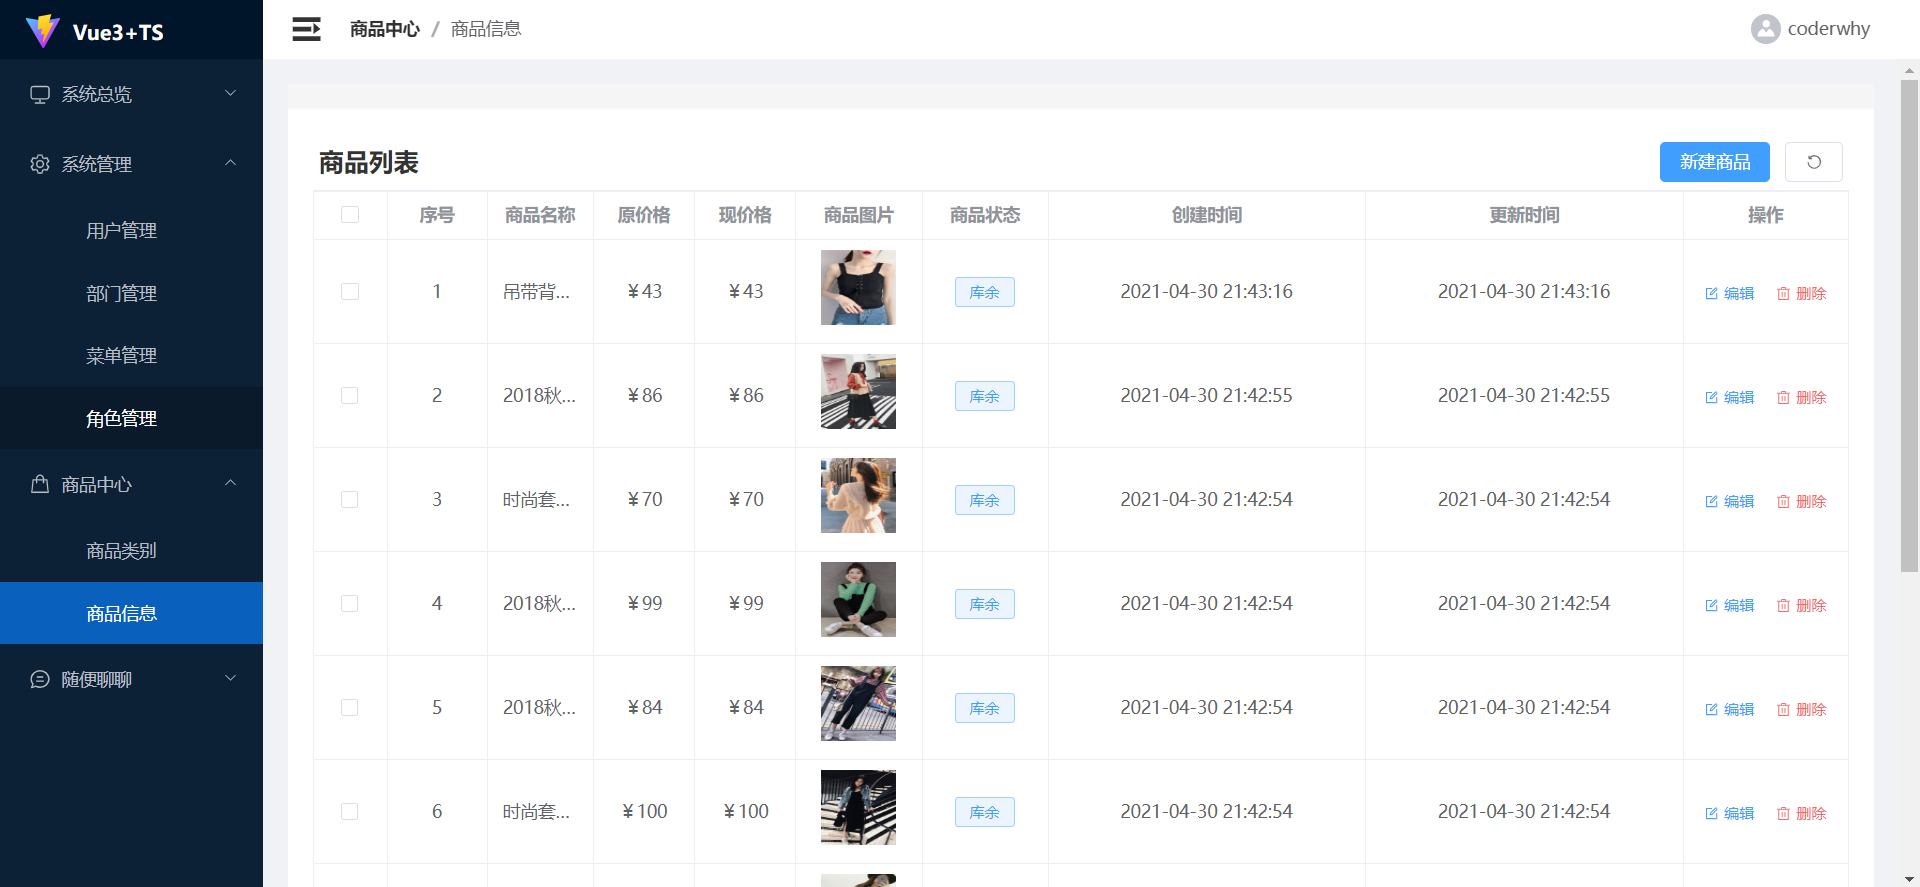 Vue3+TS
商品中心 / 商品信息
coderwhy
系统总览
系统管理
用户管理
部门管理
菜单管理
角色管理
商品中心
商品类别
商品信息
随便聊聊
商品列表
新建商品
序号 商品名称 原价格 现价格 商品图片 商品状态 创建时间 更新时间 操作
1 吊带背... ¥43 ¥43 库余 2021-04-30 21:43:16 2021-04-30 21:43:16 编辑 删除
2 2018秋... ¥86 ¥86 库余 2021-04-30 21:42:55 2021-04-30 21:42:55 编辑 删除
3 时尚套... ¥70 ¥70 库余 2021-04-30 21:42:54 2021-04-30 21:42:54 编辑 删除
4 2018秋... ¥99 ¥99 库余 2021-04-30 21:42:54 2021-04-30 21:42:54 编辑 删除
5 2018秋... ¥84 ¥84 库余 2021-04-30 21:42:54 2021-04-30 21:42:54 编辑 删除
6 时尚套... ¥100 ¥100 库余 2021-04-30 21:42:54 2021-04-30 21:42:54 编辑 删除